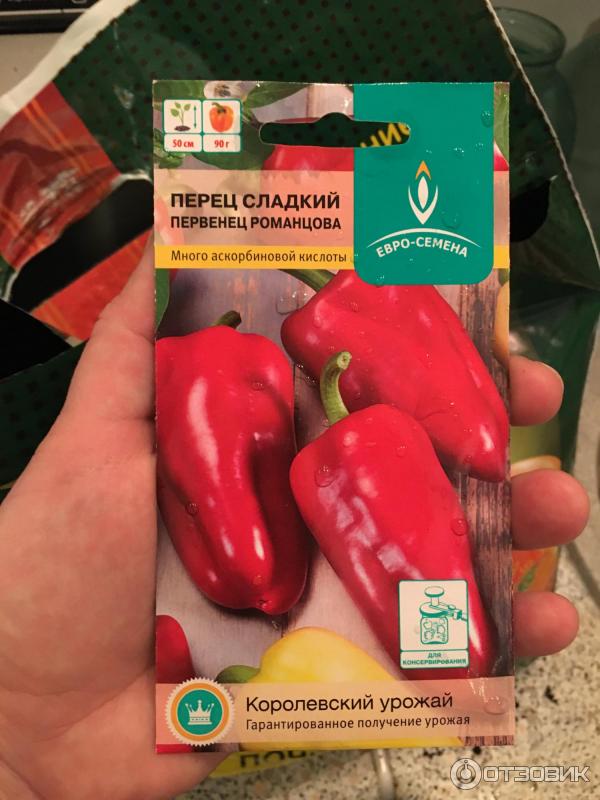 50 см
90 г
ПЕРЕЦ СЛАДКИЙ
ПЕРВЕНЕЦ РОМАНЦОВА
Много аскорбиновой кислоты
ЕВРО-СЕМЕНА
ДЛЯ
КОНСЕРВИРОВАНИЯ
Королевский урожай
Гарантированное получение урожая
ОТЗОВИК